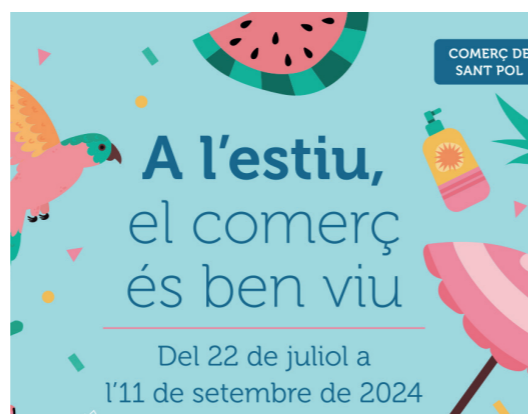 COMERÇ DE
SANT POL
A l'estiu,
el comerç
és ben viu
Del 22 de juliol a
l'11 de setembre de 2024